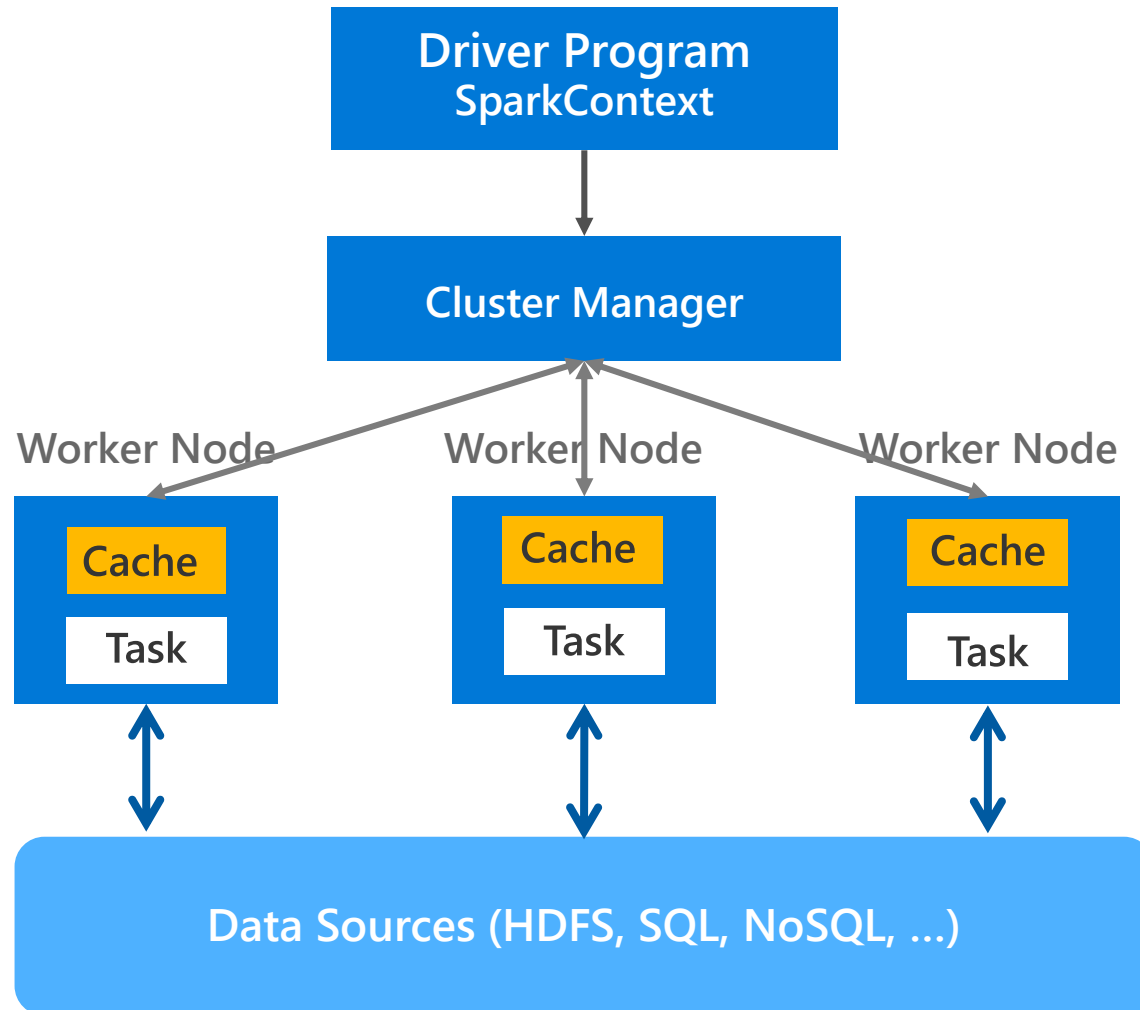 Driver Program
SparkContext
Cluster Manager
Worker Node Worker Node Worker Node
Cache Cache Cache
Task Task Task
Data Sources (HDFS, SQL, NoSQL, ...)